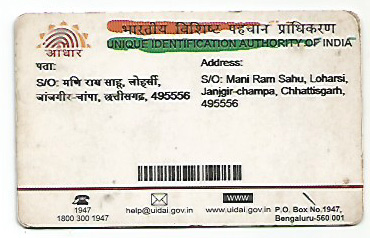 भारतीय विशिष्ट पहचान प्राधिकरण
UNIQUE IDENTIFICATION AUTHORITY OF INDIA
आधार
पता:
S/O: मणि राम साहू, लोहर्सी,
जांजगीर-चांपा, छत्तीसगढ़, 495556
Address:
S/O: Mani Ram Sahu, Loharsi,
Janjgir-champa, Chhattisgarh,
495556
1947
1800 300 1947
help@uidai.gov.in
www
www.uidai.gov.in
P.O. Box No.1947,
Bengaluru-560 001